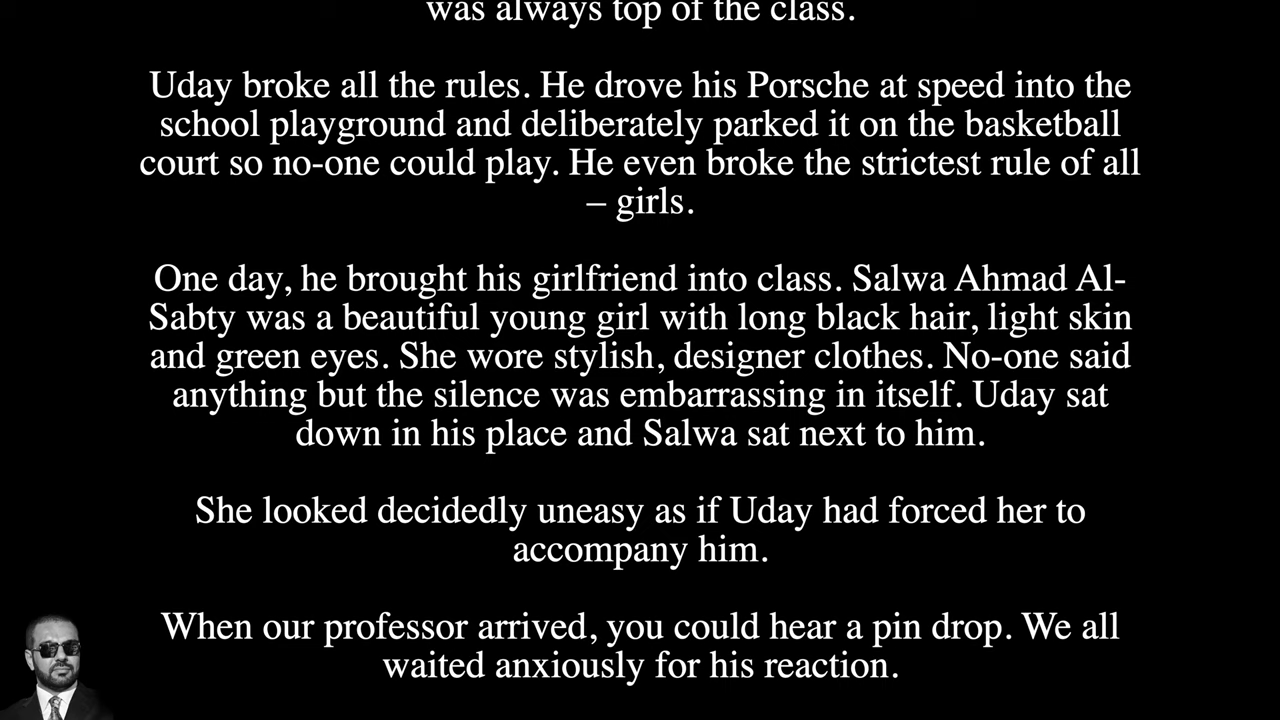 was always top of the class.
Uday broke all the rules. He drove his Porsche at speed into the
school playground and deliberately parked it on the basketball
court so no-one could play. He even broke the strictest rule of all
– girls.
One day, he brought his girlfriend into class. Salwa Ahmad Al-
Sabty was a beautiful young girl with long black hair, light skin
and green eyes. She wore stylish, designer clothes. No-one said
anything but the silence was embarrassing in itself. Uday sat
down in his place and Salwa sat next to him.
She looked decidedly uneasy as if Uday had forced her to
accompany him.
When our professor arrived, you could hear a pin drop. We all
waited anxiously for his reaction.